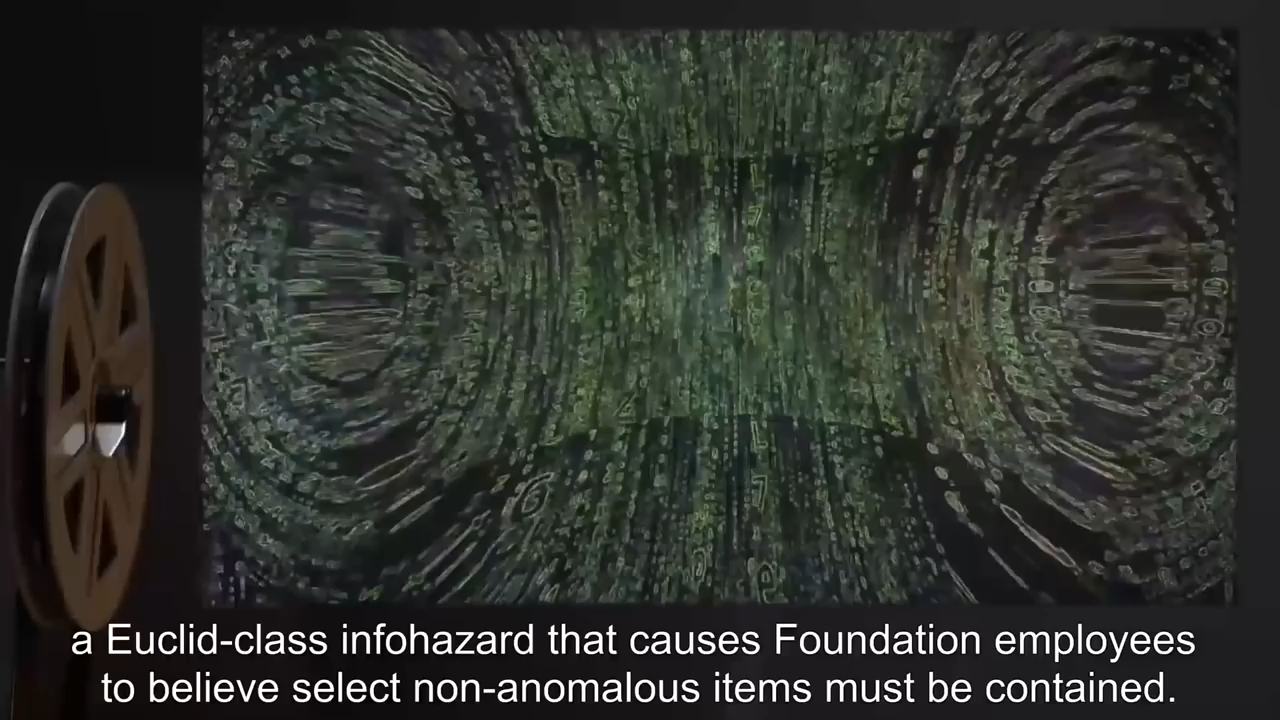 a Euclid-class infohazard that causes Foundation employees
to believe select non-anomalous items must be contained.